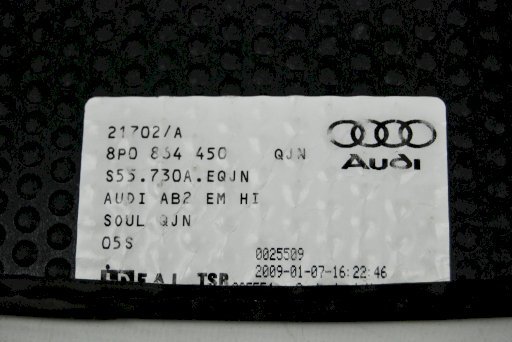 21702/A
8P0 864 450 QJN
S55.730A.EQJN
AUDI AB2 EM HI
SOUL QJN
05S
Audi
0025509
2009-01-07-16:22:46